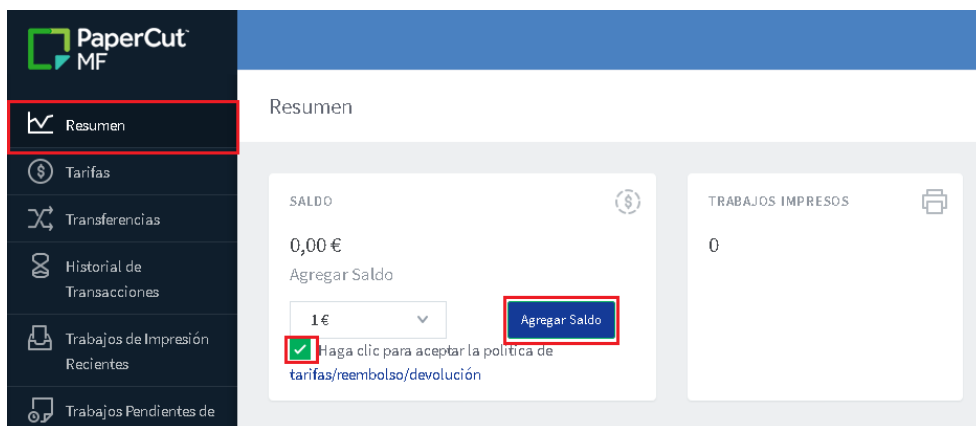 PaperCut
MF
Resumen
Tarifas
Transferencias
Historial de
Transacciones
Trabajos de Impresión
Recientes
Trabajos Pendientes de
Resumen
SALDO
0,00 €
Agregar Saldo
1 €
Agregar Saldo
Haga clic para aceptar la política de
tarifas/reembolso/devolución
TRABAJOS IMPRESOS
0